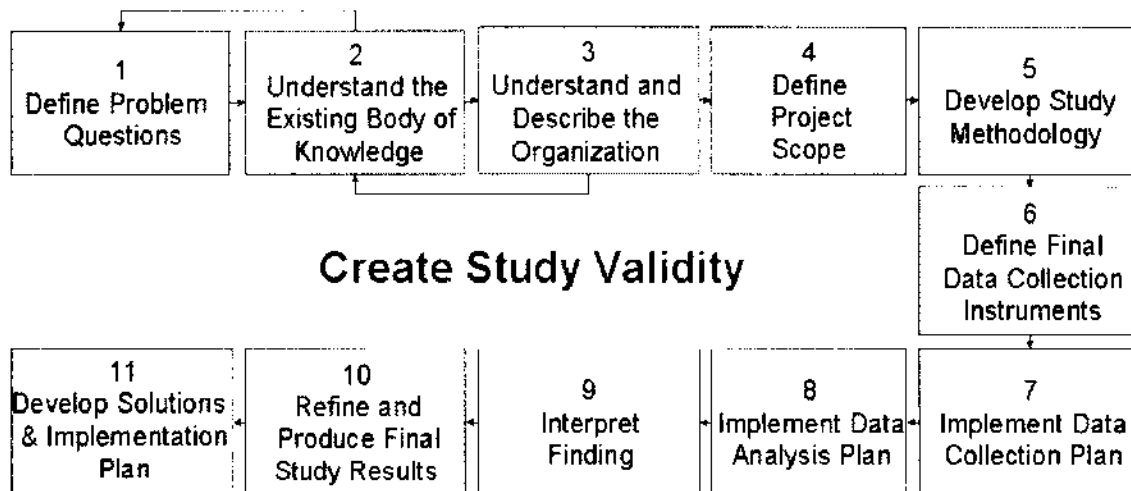 1
Define Problem
Questions
2
Understand the
Existing Body of
Knowledge
3
Understand and
Describe the
Organization
4
Define
Project
Scope
5
Develop Study
Methodology
6
Define Final
Data Collection
Instruments
Create Study Validity
7
Implement Data
Collection Plan
8
Implement Data
Analysis Plan
9
Interpret
Finding
10
Refine and
Produce Final
Study Results
11
Develop Solutions
& Implementation
Plan